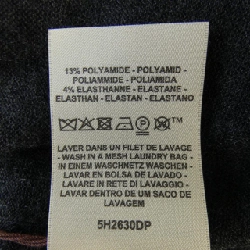 13% POLYAMIDE - POLYAMID -
POLIAMMIDE - POLIAMIDA
4% ELASTHANNE - ELASTANE -
ELASTHAN - ELASTAN - ELASTANO
LAVER DANS UN FILET DE LAVAGE
- WASH IN A MESH LAUNDRY BAG -
IN EINEM WASCHNETZ WASCHEN -
LAVAR EN BOLSA DE LAVADO -
LAVARE IN RETE DI LAVAGGIO -
LAVAR DENTRO DE UM SACO DE
LAVAGEM
5H2630DP